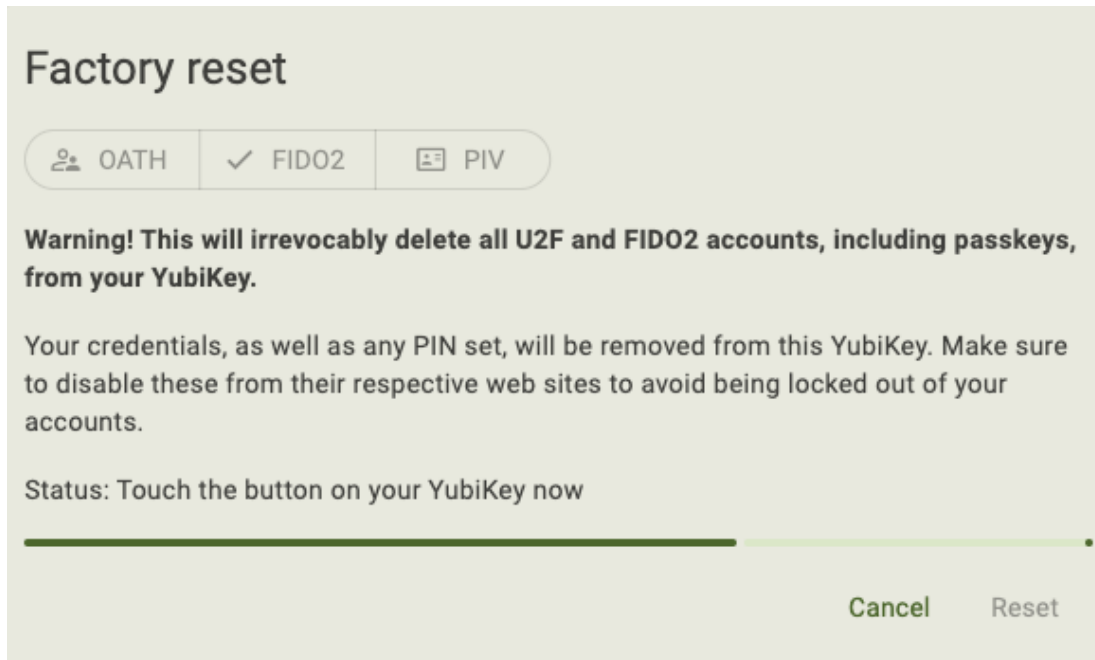 Factory reset
OATH
FIDO2
PIV
Warning! This will irrevocably delete all U2F and FIDO2 accounts, including passkeys,
from your YubiKey.
Your credentials, as well as any PIN set, will be removed from this YubiKey. Make sure
to disable these from their respective web sites to avoid being locked out of your
accounts.
Status: Touch the button on your YubiKey now
Cancel Reset